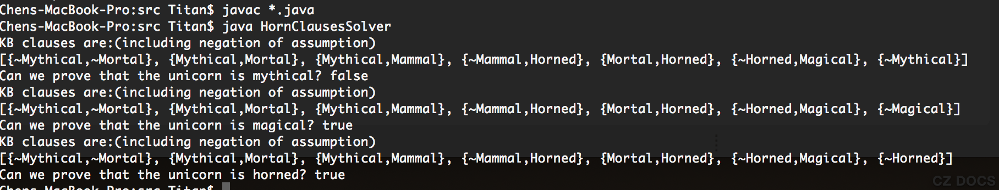 Chens-MacBook-Pro:src Titan$ javac *.java
Chens-MacBook-Pro:src Titan$ java HornClausesSolver
KB clauses are:(including negation of assumption)
[{~Mythical,~Mortal}, {Mythical,Mortal}, {Mythical,Mammal}, {~Mammal,Horned}, {Mortal,Horned}, {~Horned,Magical}, {~Mythical}]
Can we prove that the unicorn is mythical? false
KB clauses are:(including negation of assumption)
[{~Mythical,~Mortal}, {Mythical,Mortal}, {Mythical,Mammal}, {~Mammal,Horned}, {Mortal,Horned}, {~Horned,Magical}, {~Magical}]
Can we prove that the unicorn is magical? true
KB clauses are:(including negation of assumption)
[{~Mythical,~Mortal}, {Mythical,Mortal}, {Mythical,Mammal}, {~Mammal,Horned}, {Mortal,Horned}, {~Horned,Magical}, {~Horned}]
Can we prove that the unicorn is horned? true
CZ DOCS
Chens-MacBook-Pro:src Titan$